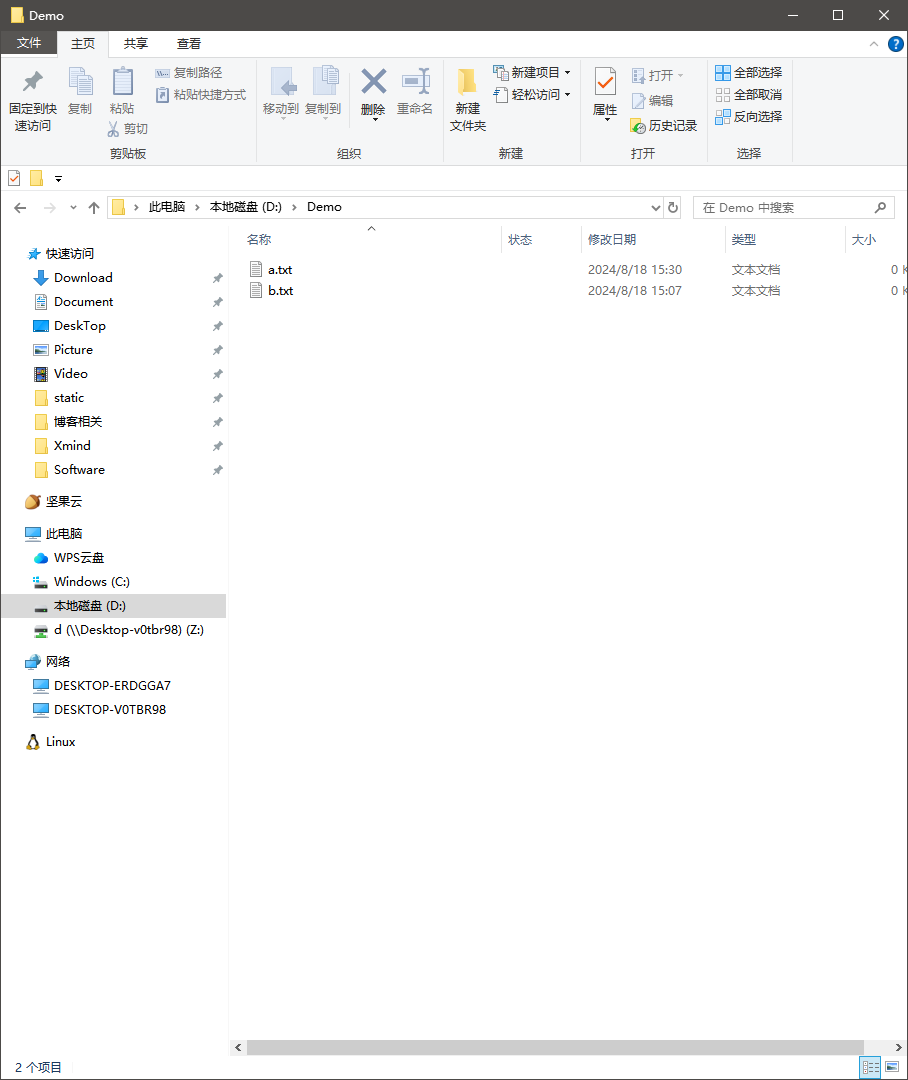 Demo
文件 主页 共享 查看
固定到快速访问
复制
粘贴
复制路径
粘贴快捷方式
剪切
剪贴板
移动到
复制到
删除
重命名
组织
新建文件夹
新建项目
轻松访问
新建
属性
打开
编辑
历史记录
打开
全部选择
全部取消
反向选择
选择
此电脑 本地磁盘 (D:) Demo
在 Demo 中搜索
名称 状态 修改日期 类型 大小
a.txt 2024/8/18 15:30 文本文档 0 K
b.txt 2024/8/18 15:07 文本文档 0 K
快速访问
Download
Document
DeskTop
Picture
Video
static
博客相关
Xmind
Software
坚果云
此电脑
WPS云盘
Windows (C:)
本地磁盘 (D:)
d (\\Desktop-v0tbr98) (Z:)
网络
DESKTOP-ERDGGA7
DESKTOP-V0TBR98
Linux
2 个项目